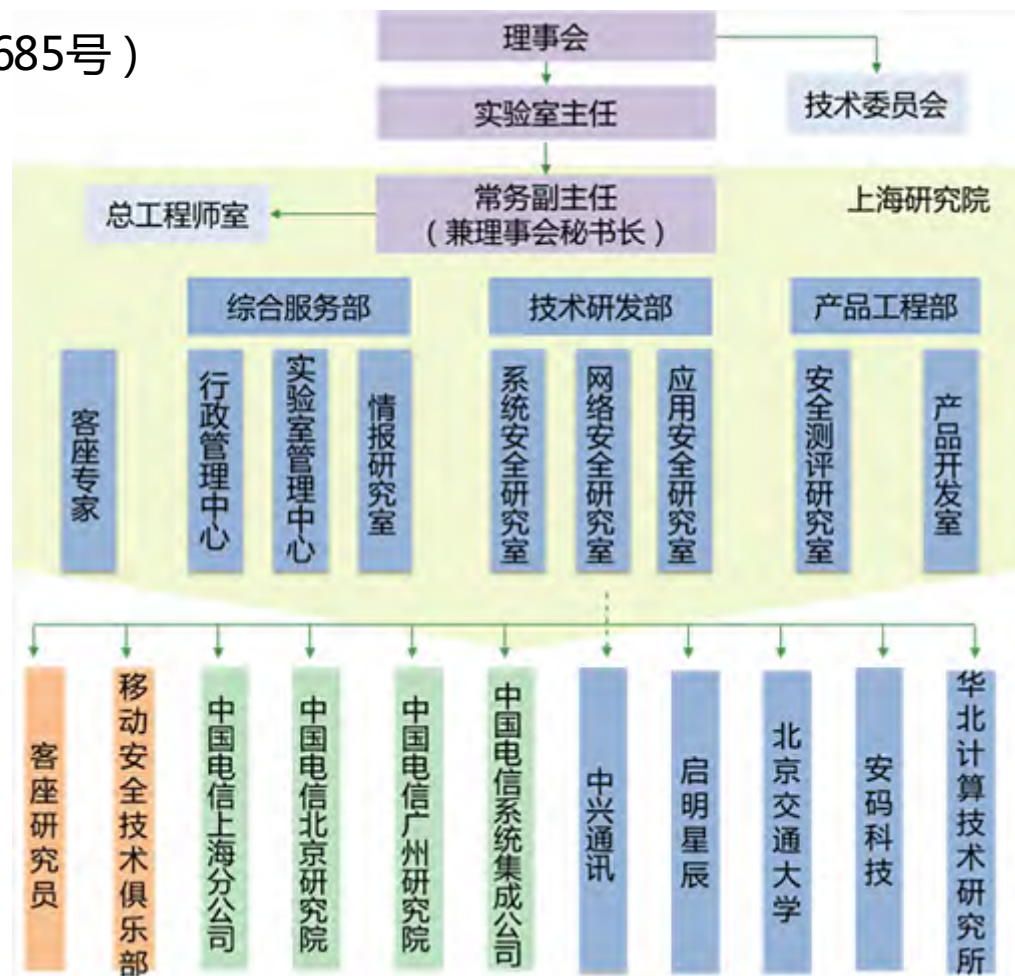 685号）
理事会
技术委员会
实验室主任
常务副主任
（兼理事会秘书长）
总工程师室
上海研究院
综合服务部
技术研发部
产品工程部
客座专家
行政管理中心
实验室管理中心
情报研究室
系统安全研究室
网络安全研究室
应用安全研究室
安全测评研究室
产品开发室
客座研究员
移动安全技术俱乐部
中国电信上海分公司
中国电信北京研究院
中国电信广州研究院
中国电信系统集成公司
中兴通讯
启明星辰
北京交通大学
安码科技
华北计算技术研究所